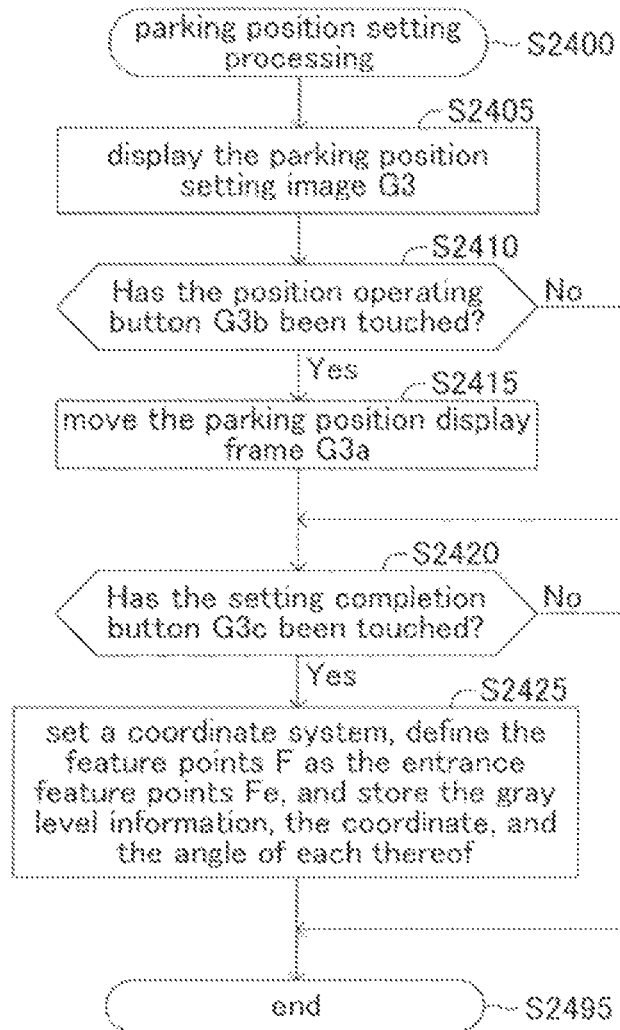 parking position setting
processing
S2400
S2405
display the parking position
setting image G3
S2410
Has the position operating
button G3b been touched?
No
Yes
S2415
move the parking position display
frame G3a
S2420
Has the setting completion
button G3c been touched?
No
Yes
S2425
set a coordinate system, define the
feature points F as the entrance
feature points Fe, and store the gray
level information, the coordinate, and
the angle of each thereof
end
S2495